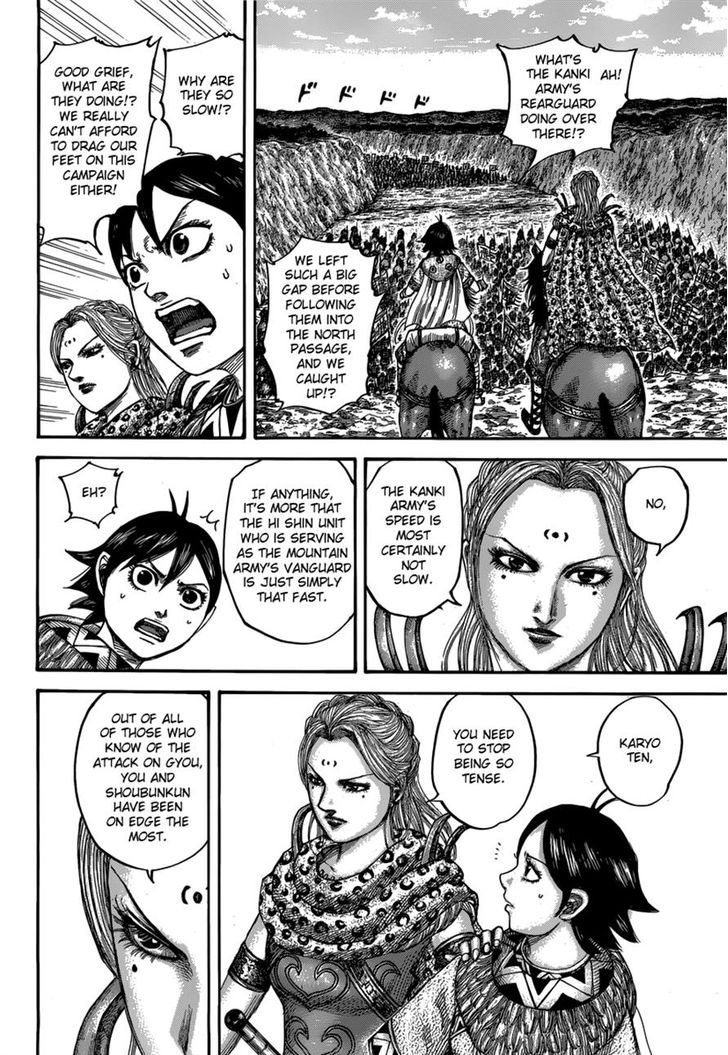 AH!
WHAT'S
THE KANKI
ARMY'S
REARGUARD
DOING OVER
THERE!?
ド ド ド ド
WE LEFT
SUCH A BIG
GAP BEFORE
FOLLOWING
THEM INTO
THE NORTH
PASSAGE,
AND WE
CAUGHT
UP!?
WHY ARE
THEY SO
SLOW!?
GOOD GRIEF,
WHAT ARE
THEY DOING!?
WE REALLY
CAN'T AFFORD
TO DRAG OUR
FEET ON THIS
CAMPAIGN
EITHER!
NO,
THE KANKI
ARMY'S
SPEED IS
MOST
CERTAINLY
NOT
SLOW.
IF ANYTHING,
IT'S MORE THAT
THE HI SHIN UNIT
WHO IS SERVING
AS THE MOUNTAIN
ARMY'S VANGUARD
IS JUST SIMPLY
THAT FAST.
EH?
KARYO
TEN,
YOU NEED
TO STOP
BEING SO
TENSE.
OUT OF ALL
OF THOSE WHO
KNOW OF THE
ATTACK ON GYOU,
YOU AND
SHOUBUNKUN
HAVE BEEN
ON EDGE THE
MOST.